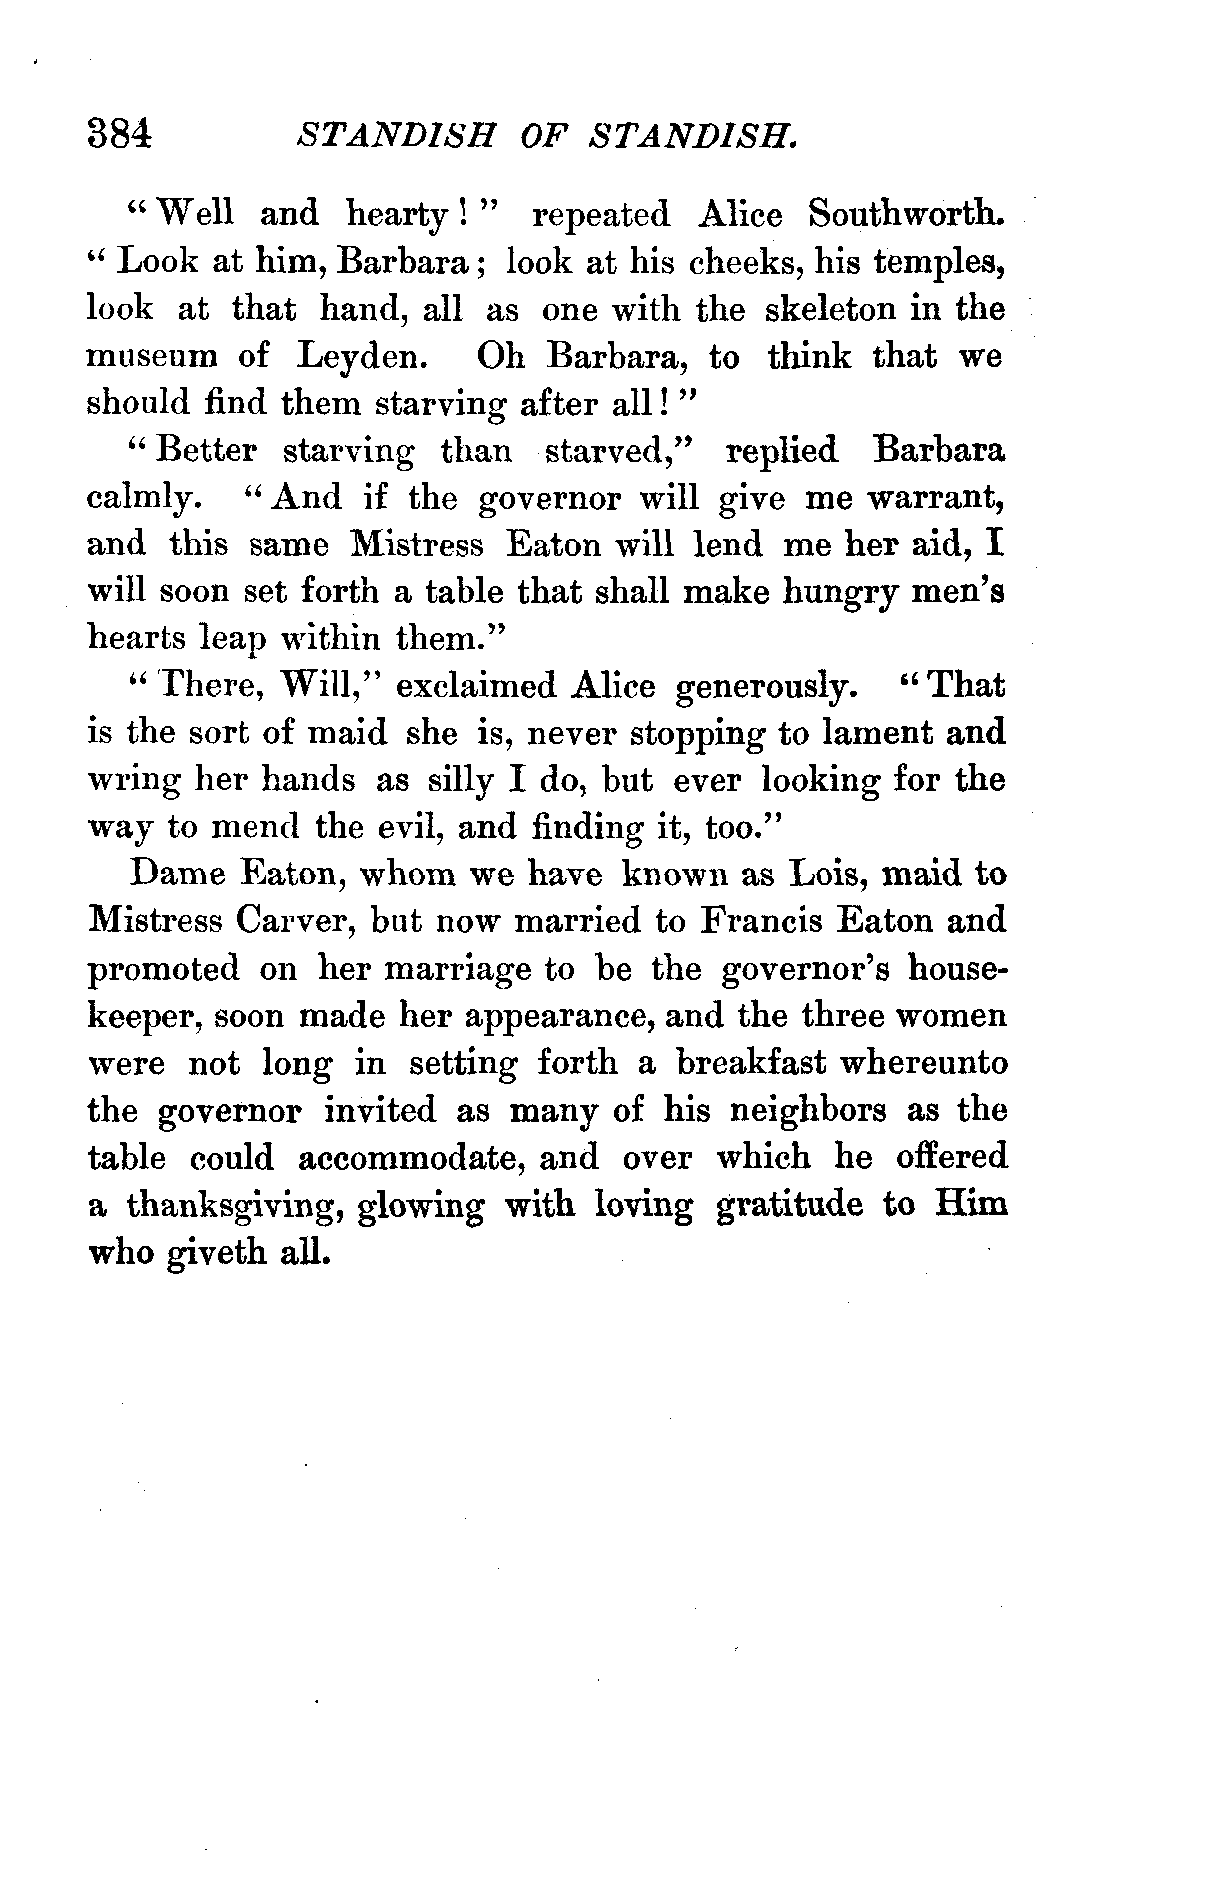 384 STANDISH OF STANDISH.
"Well and hearty!" repeated Alice Southworth.
"Look at him, Barbara; look at his cheeks, his temples,
look at that hand, all as one with the skeleton in the
museum of Leyden. Oh Barbara, to think that we
should find them starving after all!"
"Better starving than starved," replied Barbara
calmly. "And if the governor will give me warrant,
and this same Mistress Eaton will lend me her aid, I
will soon set forth a table that shall make hungry men's
hearts leap within them."
"There, Will," exclaimed Alice generously. "That
is the sort of maid she is, never stopping to lament and
wring her hands as silly I do, but ever looking for the
way to mend the evil, and finding it, too."
Dame Eaton, whom we have known as Lois, maid to
Mistress Carver, but now married to Francis Eaton and
promoted on her marriage to be the governor's house-
keeper, soon made her appearance, and the three women
were not long in setting forth a breakfast whereunto
the governor invited as many of his neighbors as the
table could accommodate, and over which he offered
a thanksgiving, glowing with loving gratitude to Him
who giveth all.